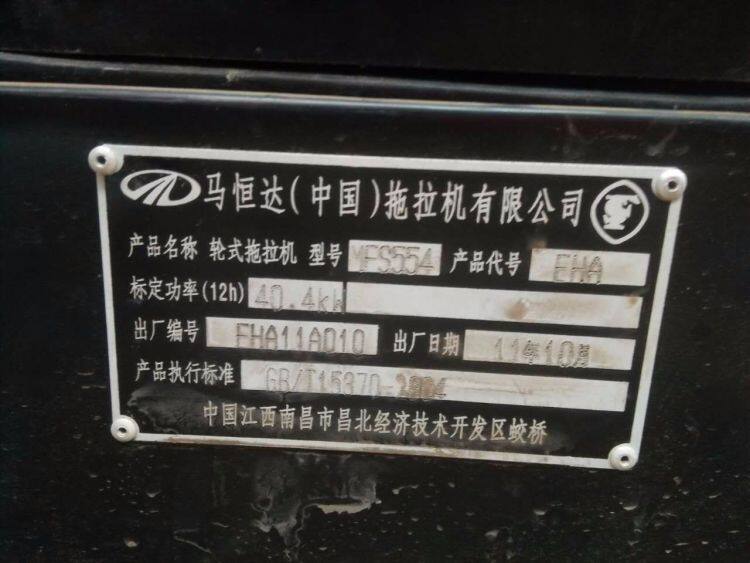 马恒达(中国)拖拉机有限公司
产品名称 轮式拖拉机 型号 MFS554 产品代号 EHA
标定功率(12h) 40.4kW
出厂编号 EHA11A010 出厂日期 11年10月
产品执行标准 GB/T15370-2004
中国江西南昌市昌北经济技术开发区蛟桥